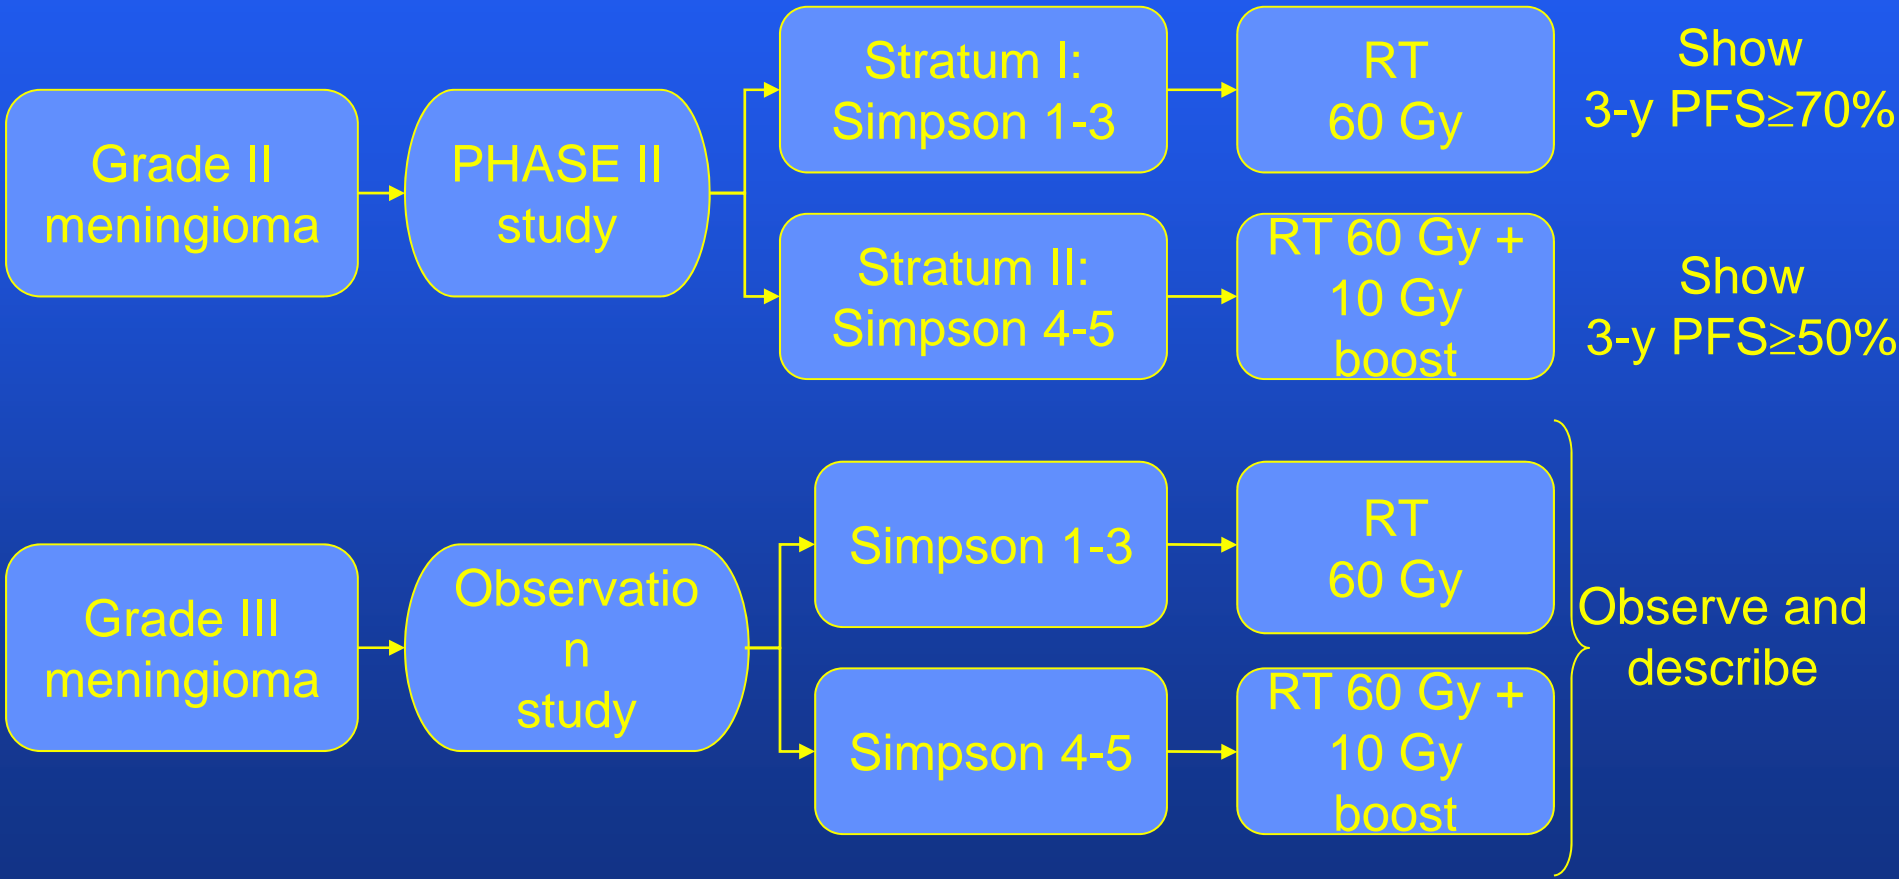 Grade II
meningioma
PHASE II
study
Stratum I:
Simpson 1-3
RT
60 Gy
Show
3-y PFS≥70%
Stratum II:
Simpson 4-5
RT 60 Gy +
10 Gy
boost
Show
3-y PFS≥50%
Grade III
meningioma
Observatio
n
study
Simpson 1-3
RT
60 Gy
Simpson 4-5
RT 60 Gy +
10 Gy
boost
Observe and
describe